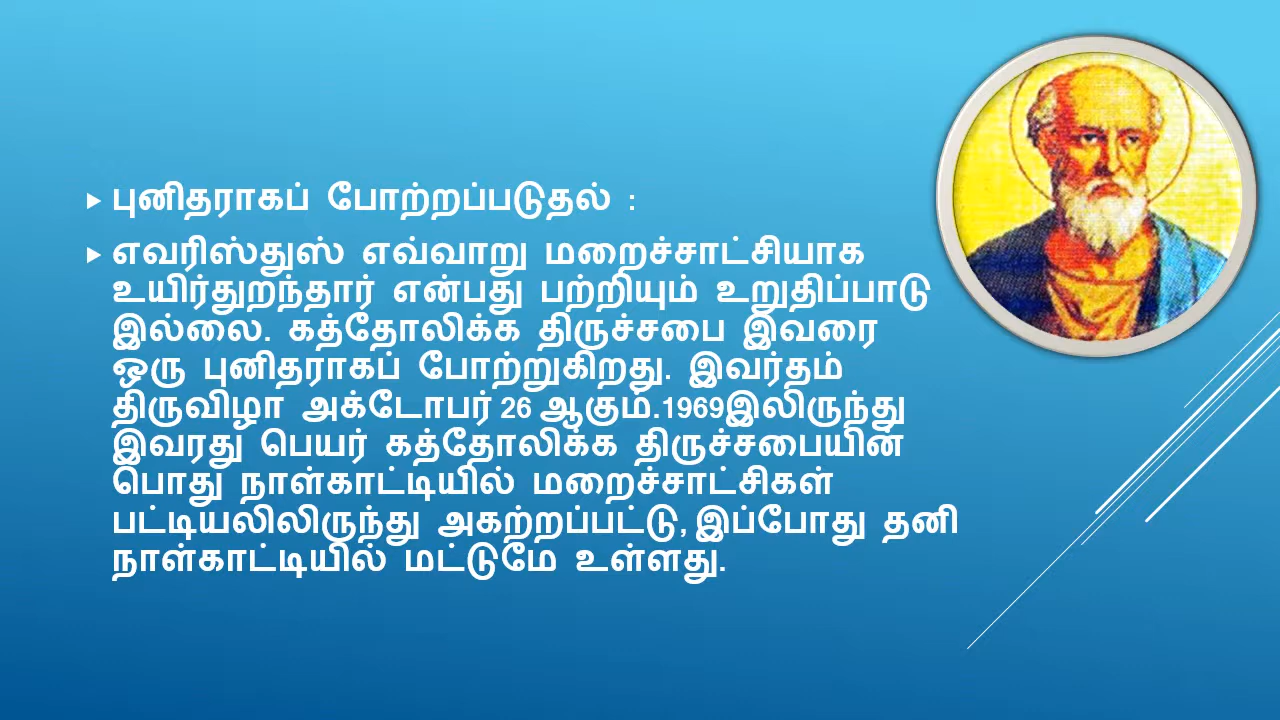 புனிதராகப் போற்றப்படுதல் :
எவரிஸ்துஸ் எவ்வாறு மறைச்சாட்சியாக
உயிர்துறந்தார் என்பது பற்றியும் உறுதிப்பாடு
இல்லை. கத்தோலிக்க திருச்சபை இவரை
ஒரு புனிதராகப் போற்றுகிறது. இவர்தம்
திருவிழா அக்டோபர் 26 ஆகும்.1969இலிருந்து
இவரது பெயர் கத்தோலிக்க திருச்சபையின்
பொது நாள்காட்டியில் மறைச்சாட்சிகள்
பட்டியலிலிருந்து அகற்றப்பட்டு, இப்போது தனி
நாள்காட்டியில் மட்டுமே உள்ளது.